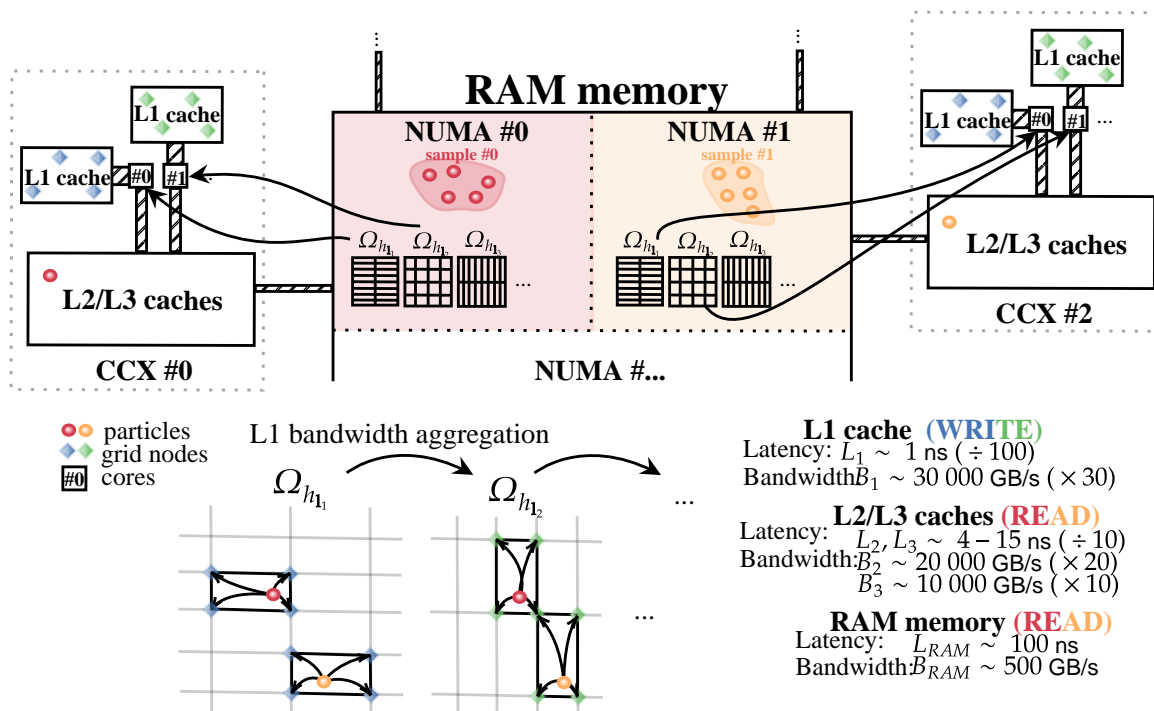 RAM memory
NUMA #0
NUMA #1
sample #0
sample #1
L1 cache
L1 cache
#0
#1
...
L2/L3 caches
CCX #0
Ω_{h_{l_1}} Ω_{h_{l_2}} Ω_{h_{l_3}}
...
Ω_{h_{l_1}} Ω_{h_{l_2}} Ω_{h_{l_3}}
...
NUMA #...
L1 cache
L1 cache
#0
#1
...
L2/L3 caches
CCX #2
...
...
particles
grid nodes
#0 cores
L1 bandwidth aggregation
Ω_{h_{l_1}}
Ω_{h_{l_2}}
...
...
L1 cache (WRITE)
Latency: L_1 ~ 1 ns (÷100)
Bandwidth: B_1 ~ 30 000 GB/s (×30)
L2/L3 caches (READ)
Latency: L_2, L_3 ~ 4 − 15 ns (÷10)
Bandwidth: B_2 ~ 20 000 GB/s (×20)
B_3 ~ 10 000 GB/s (×10)
RAM memory (READ)
Latency: L_{RAM} ~ 100 ns
Bandwidth: B_{RAM} ~ 500 GB/s